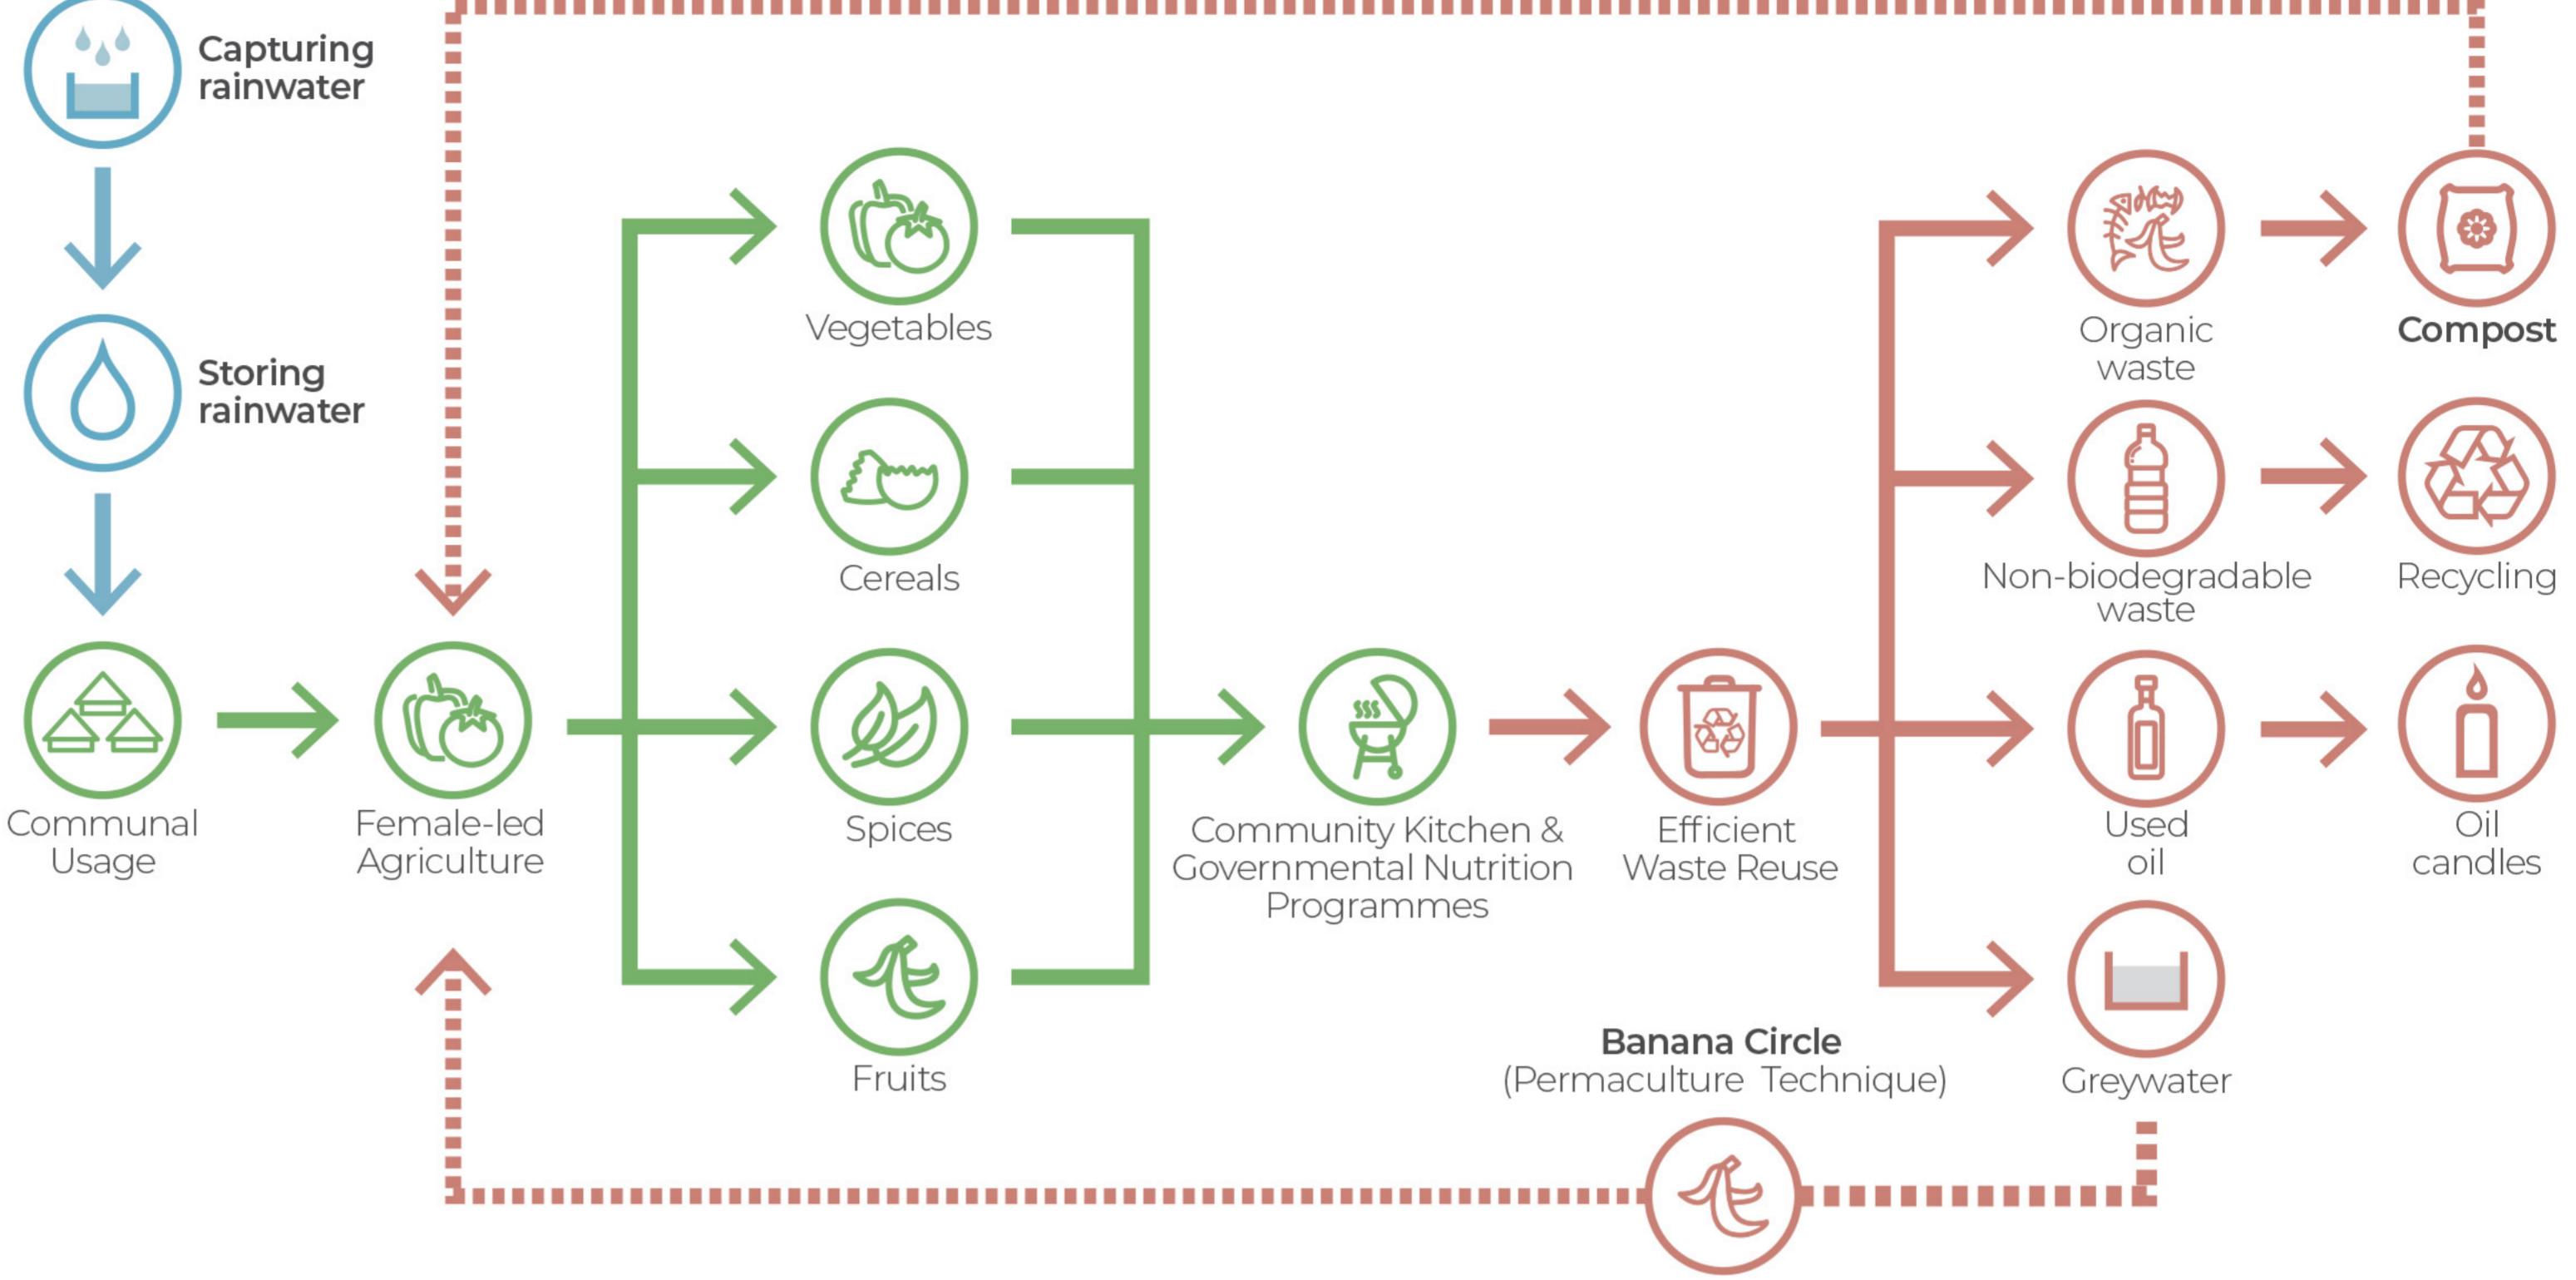 Capturing
rainwater
Storing
rainwater
Communal
Usage
Female-led
Agriculture
Vegetables
Cereals
Spices
Fruits
Community Kitchen &
Governmental Nutrition
Programmes
Efficient
Waste Reuse
Organic
waste
Compost
Non-biodegradable
waste
Recycling
Used
oil
Oil
candles
Greywater
Banana Circle
(Permaculture Technique)